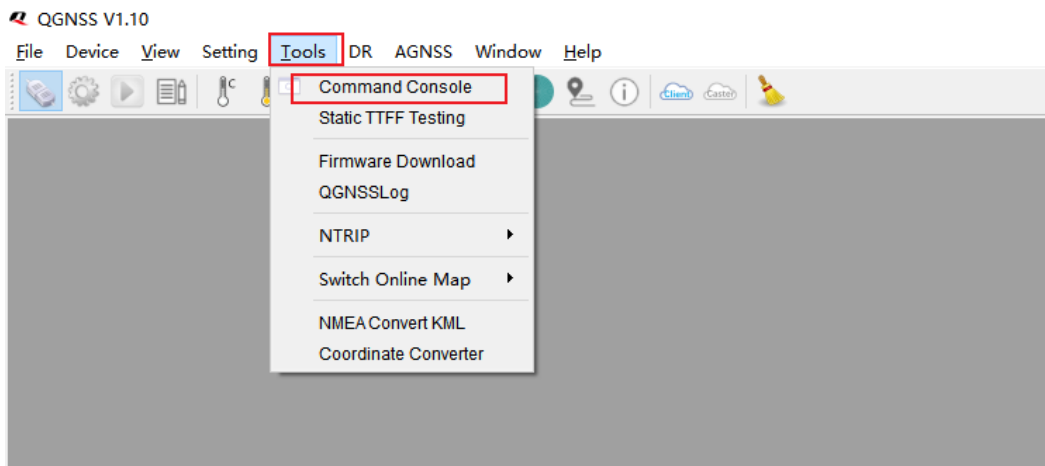 QGNSS V1.10
File Device View Setting Tools DR AGNSS Window Help
Client Caster
Command Console
Static TTFF Testing
Firmware Download
QGNSSLog
NTRIP
Switch Online Map
NMEA Convert KML
Coordinate Converter